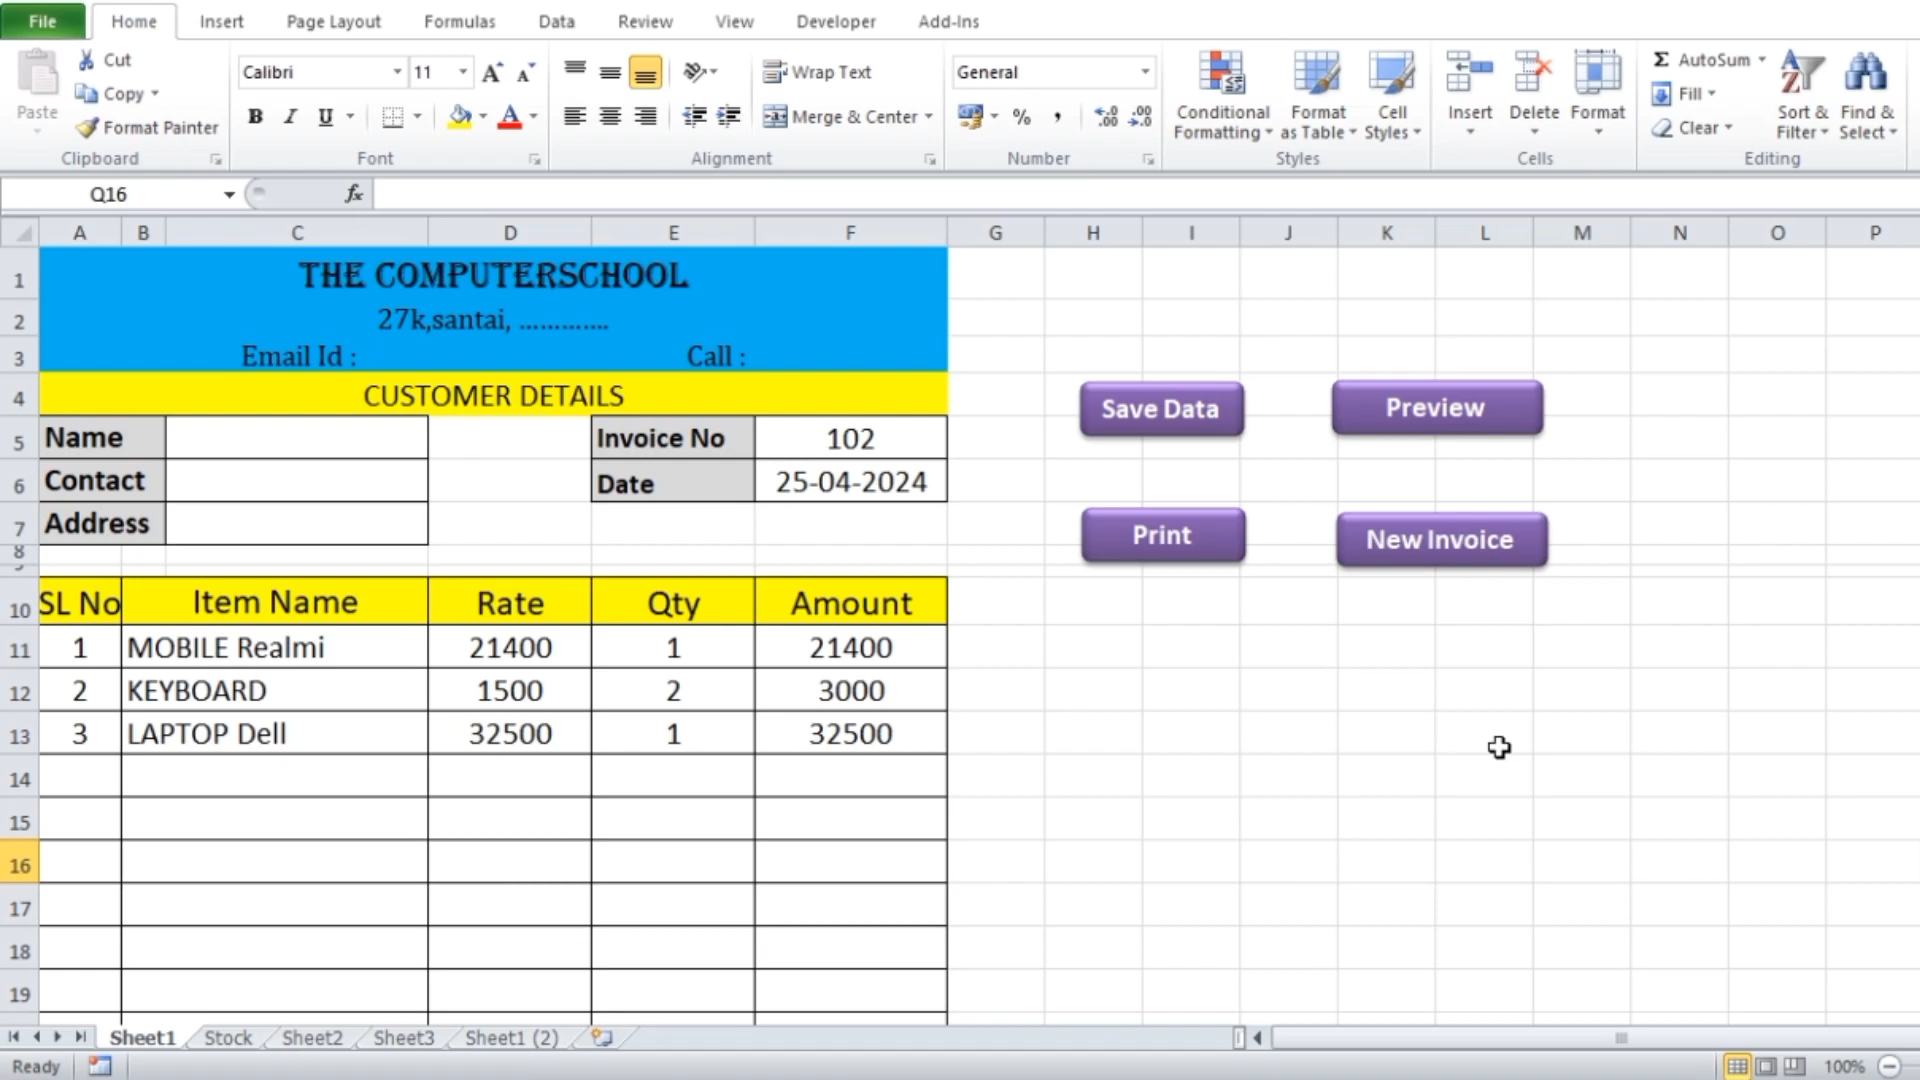 File Home Insert Page Layout Formulas Data Review View Developer Add-Ins
Paste Cut Copy Format Painter Clipboard
Calibri 11 A A B I U A Font
Wrap Text Merge & Center Alignment
General % , .0 .00 .00 .0 Number
Conditional Formatting Format as Table Cell Styles Styles
Insert Delete Format Cells
Σ AutoSum Fill Clear Sort & Filter Find & Select Editing
Q16 fx
A B C D E F G H I J K L M N O P
1 THE COMPUTERSCHOOL
2 27k,santai, .............
3 Email Id : Call :
4 CUSTOMER DETAILS
Save Data Preview
5 Name Invoice No 102
6 Contact Date 25-04-2024
7 Address
Print New Invoice
8
10 SL No Item Name Rate Qty Amount
11 1 MOBILE Realmi 21400 1 21400
12 2 KEYBOARD 1500 2 3000
13 3 LAPTOP Dell 32500 1 32500
14
15
16
17
18
19
Sheet1 Stock Sheet2 Sheet3 Sheet1 (2)
Ready 100%